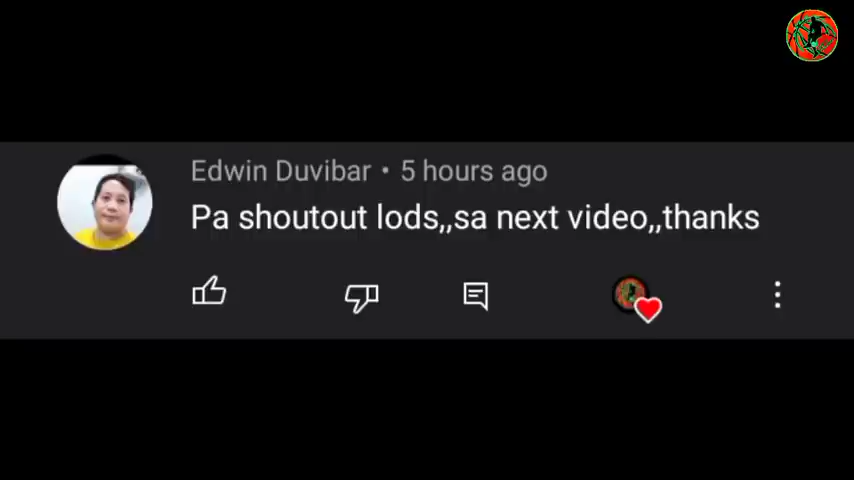 Edwin Duvibar • 5 hours ago
Pa shoutout lods,,sa next video,,thanks